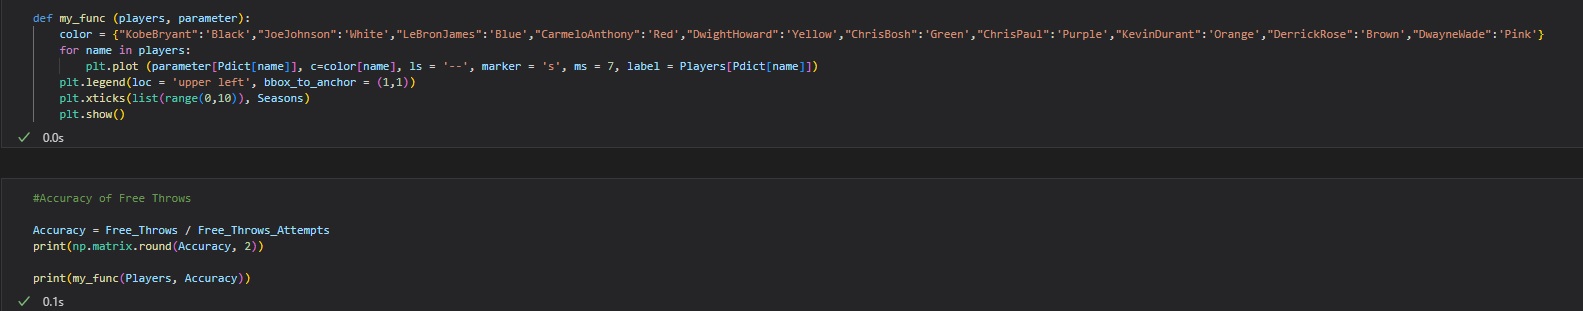 def my_func (players, parameter):
    color = {"KobeBryant":'Black',"JoeJohnson":'White',"LeBronJames":'Blue',"CarmeloAnthony":'Red',"DwightHoward":'Yellow',"ChrisBosh":'Green',"ChrisPaul":'Purple',"KevinDurant":'Orange',"DerrickRose":'Brown',"DwayneWade":'Pink'}
    for name in players:
        plt.plot (parameter[Pdict[name]], c=color[name], ls = '--', marker = 's', ms = 7, label = Players[Pdict[name]])
    plt.legend(loc = 'upper left', bbox_to_anchor = (1,1))
    plt.xticks(list(range(0,10)), Seasons)
    plt.show()
0.0s
#Accuracy of Free Throws
Accuracy = Free_Throws / Free_Throws_Attempts
print(np.matrix.round(Accuracy, 2))
print(my_func(Players, Accuracy))
0.1s